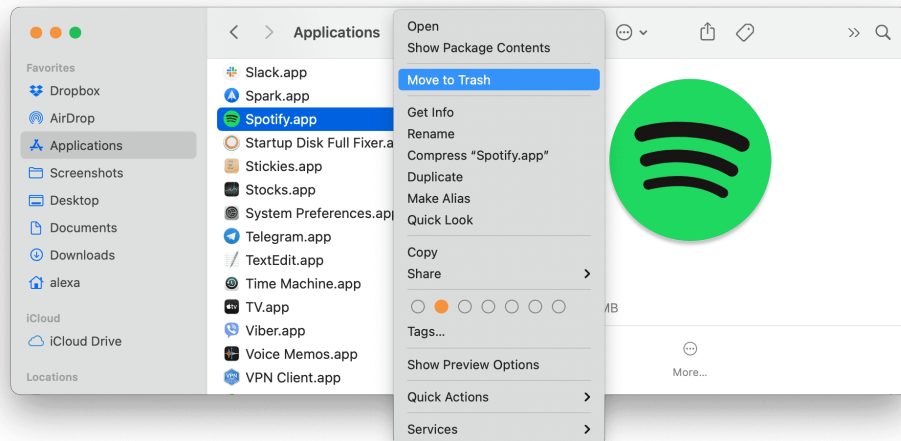 Applications
Favorites
Dropbox
AirDrop
Applications
Screenshots
Desktop
Documents
Downloads
alexa
iCloud
iCloud Drive
Locations
Slack.app
Spark.app
Spotify.app
Startup Disk Full Fixer.a
Stickies.app
Stocks.app
System Preferences.app
Telegram.app
TextEdit.app
Time Machine.app
TV.app
Viber.app
Voice Memos.app
VPN Client.app
Open
Show Package Contents
Move to Trash
Get Info
Rename
Compress “Spotify.app”
Duplicate
Make Alias
Quick Look
Copy
Share
Tags...
Show Preview Options
Quick Actions
Services
MB
More...